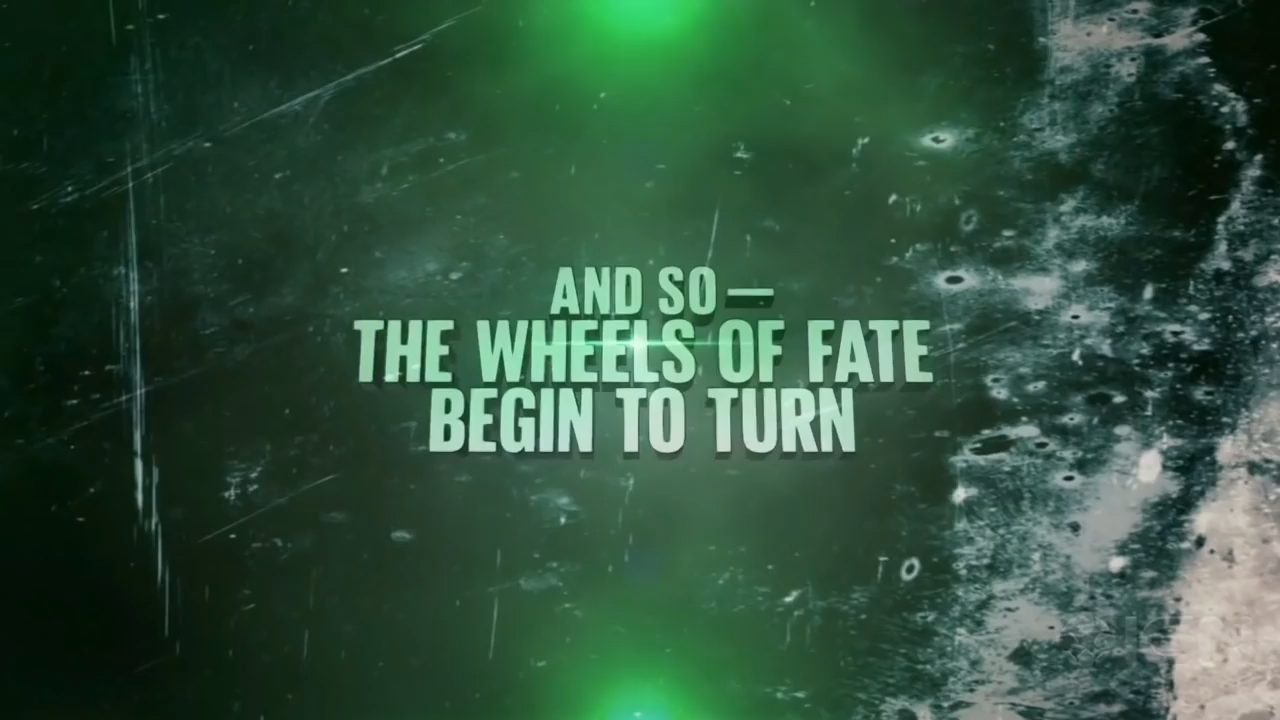 AND SO —
THE WHEELS OF FATE
BEGIN TO TURN